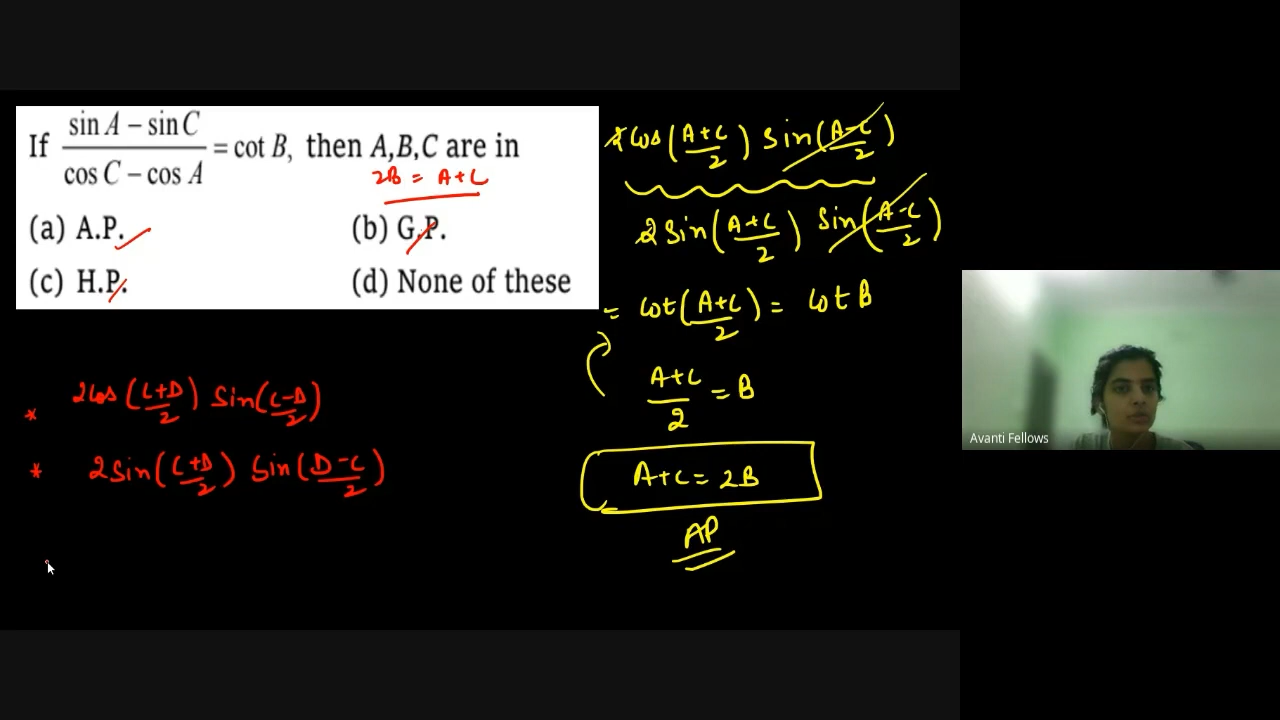 If (sin A − sin C)/(cos C − cos A) = cot B, then A,B,C are in
2B = A+C
(a) A.P.
(b) G.P.
(c) H.P.
(d) None of these
* 2cos((C+D)/2) Sin((C-D)/2)
* 2sin((C+D)/2) Sin((D-C)/2)
2cos((A+C)/2) Sin((A-C)/2)
2Sin((A+C)/2) Sin((A-C)/2)
= cot((A+C)/2) = cot B
(A+C)/2 = B
A+C = 2B
AP
Avanti Fellows